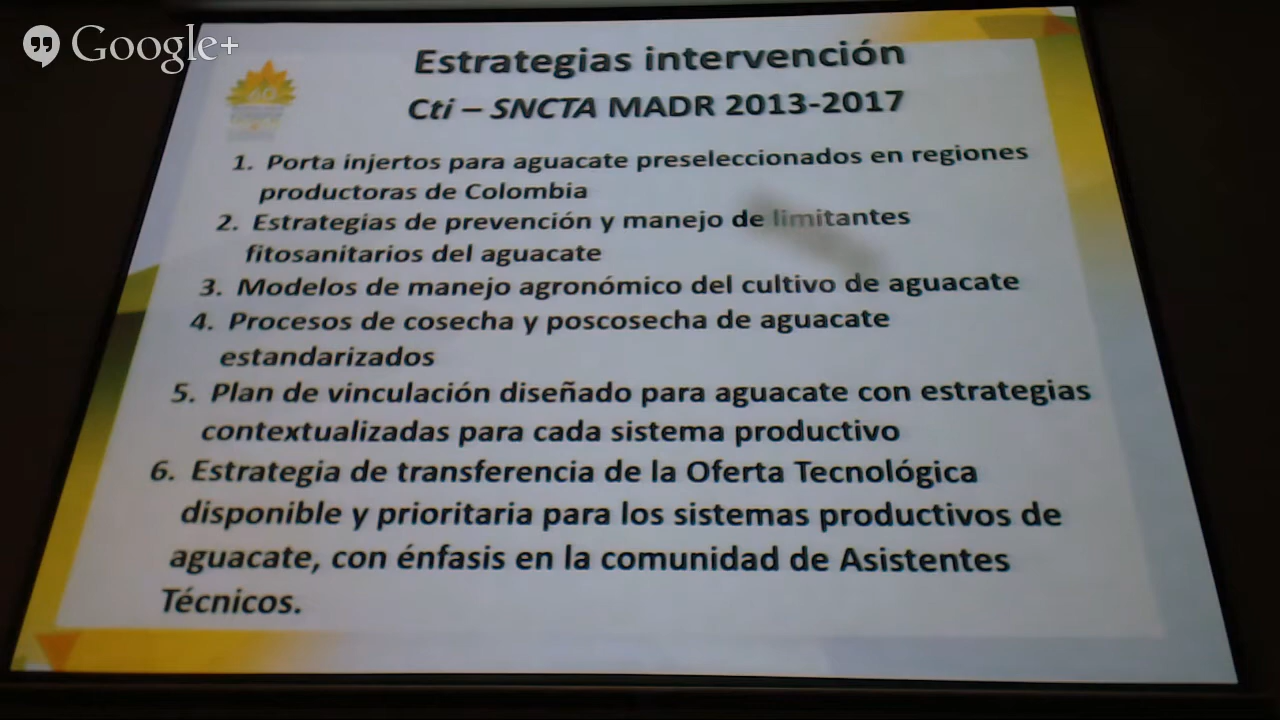 Google+
Estrategias intervención
Cti – SNCTA MADR 2013-2017
1. Porta injertos para aguacate preseleccionados en regiones
productoras de Colombia
2. Estrategias de prevención y manejo de limitantes
fitosanitarios del aguacate
3. Modelos de manejo agronómico del cultivo de aguacate
4. Procesos de cosecha y poscosecha de aguacate
estandarizados
5. Plan de vinculación diseñado para aguacate con estrategias
contextualizadas para cada sistema productivo
6. Estrategia de transferencia de la Oferta Tecnológica
disponible y prioritaria para los sistemas productivos de
aguacate, con énfasis en la comunidad de Asistentes
Técnicos.